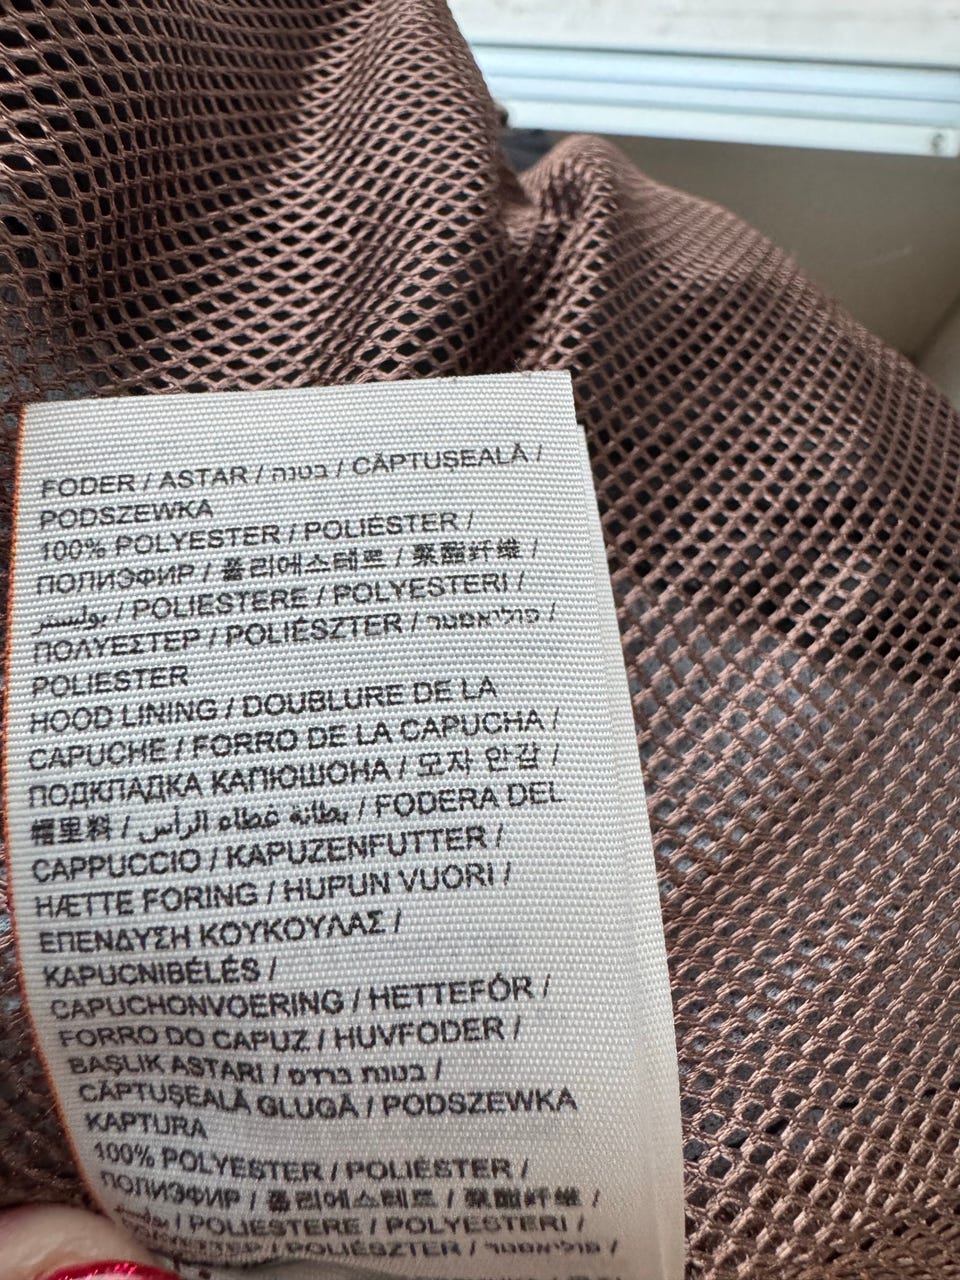 FODER / ASTAR / בטנה / CĂPTUȘEALĂ /
PODSZEWKA
100% POLYESTER / POLIÉSTER /
ПОЛИЭФИР / 폴리에스테르 / 聚酯纤维 /
بوليستر / POLIESTERE / POLYESTERI /
ΠΟΛΥΕΣΤΕΡ / POLIÉSZTER / פוליאסטר /
POLIESTER
HOOD LINING / DOUBLURE DE LA
CAPUCHE / FORRO DE LA CAPUCHA /
ПОДКЛАДКА КАПЮШОНА / 모자 안감 /
帽里料 / بطانة غطاء الرأس / FODERA DEL
CAPPUCCIO / KAPUZENFUTTER /
HÆTTE FORING / HUPUN VUORI /
ΕΠΕΝΔΥΣΗ ΚΟΥΚΟΥΛΑΣ /
KAPUCNIBÉLÉS /
CAPUCHONVOERING / HETTEFÓR /
FORRO DO CAPUZ / HUVFODER /
BAŞLIK ASTARI / בטנת ברדס /
CĂPTUȘEALĂ GLUGĂ / PODSZEWKA
KAPTURA
100% POLYESTER / POLIÉSTER /
ПОЛИЭФИР / 폴리에스테르 / 聚酯纤维 /
بوليستر / POLIESTERE / POLYESTERI /
/ POLIÉSZTER / פוליאסטר /